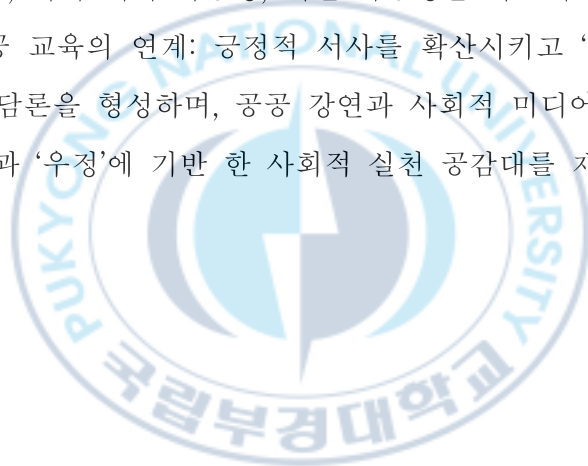 공 교육의 연계: 긍정적 서사를 확산시키고 ‘
담론을 형성하며, 공공 강연과 사회적 미디어
과 ‘우정’에 기반 한 사회적 실천 공감대를
PUKYONG NATIONAL UNIVERSITY
국립부경대학교